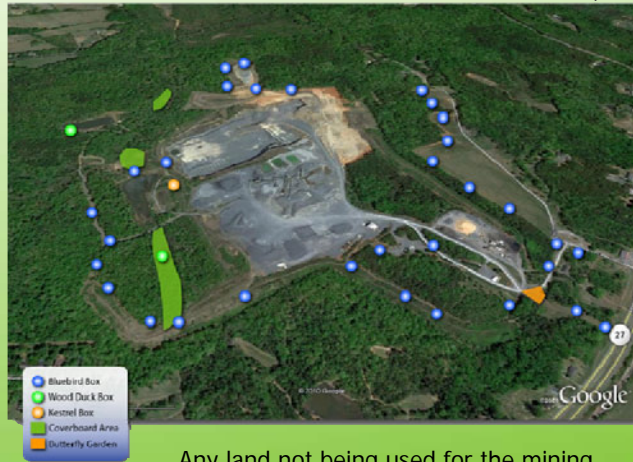 27
© 2010 Google
Google
Bluebird Box
Wood Duck Box
Kestrel Box
Coverboard Area
Butterfly Garden
Any land not being used for the mining